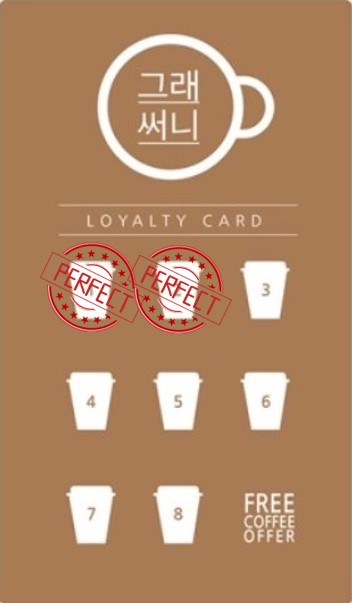 그래
써니
LOYALTY CARD
PERFECT PERFECT 3
4 5 6
7 8 FREE
COFFEE
OFFER